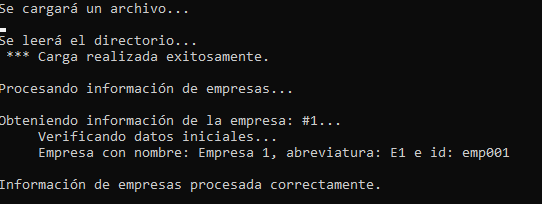 Se cargará un archivo...
Se leerá el directorio...
*** Carga realizada exitosamente.
Procesando información de empresas...
Obteniendo información de la empresa: #1...
Verificando datos iniciales...
Empresa con nombre: Empresa 1, abreviatura: E1 e id: emp001
Información de empresas procesada correctamente.